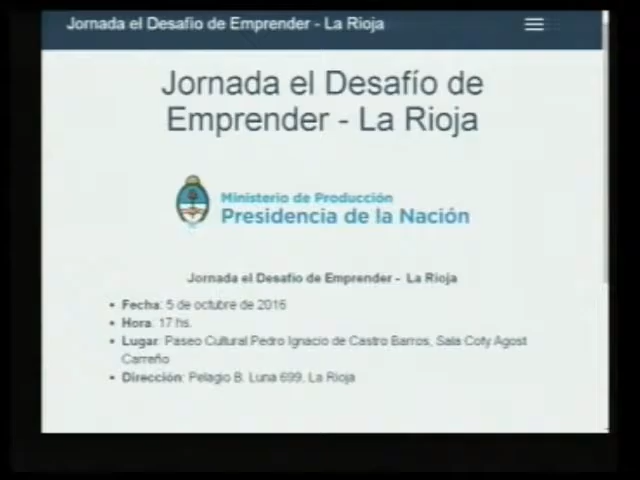 Jornada el Desafío de Emprender - La Rioja
Jornada el Desafío de
Emprender - La Rioja
Ministerio de Producción
Presidencia de la Nación
Jornada el Desafío de Emprender - La Rioja
• Fecha: 5 de octubre de 2016
• Hora: 17 hs.
• Lugar: Paseo Cultural Pedro Ignacio de Castro Barros, Sala Coty Agost
Carreño
• Dirección: Pelagio B. Luna 699, La Rioja